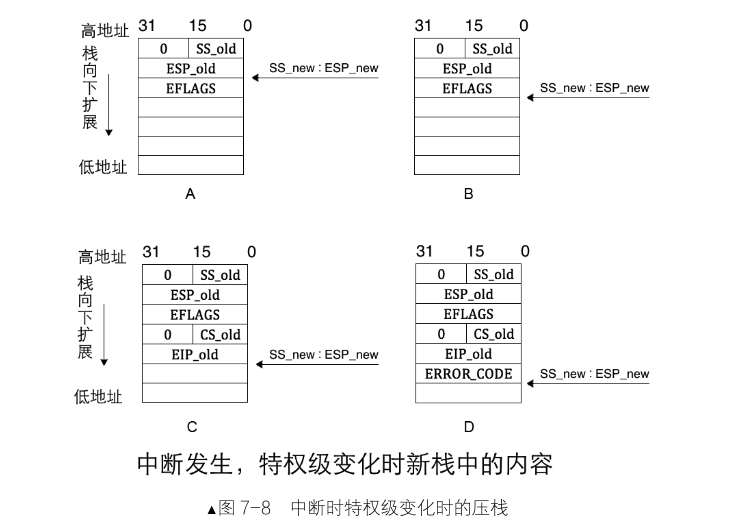 高地址 31 15 0 31 15 0
0 SS_old 0 SS_old
栈向下扩展
ESP_old SS_new : ESP_new ESP_old
EFLAGS EFLAGS SS_new : ESP_new
低地址
A B
高地址 31 15 0 31 15 0
0 SS_old 0 SS_old
栈向下扩展
ESP_old ESP_old
EFLAGS EFLAGS
0 CS_old 0 CS_old
EIP_old SS_new : ESP_new EIP_old
ERROR_CODE SS_new : ESP_new
低地址
C D
中断发生，特权级变化时新栈中的内容
▲图 7-8 中断时特权级变化时的压栈